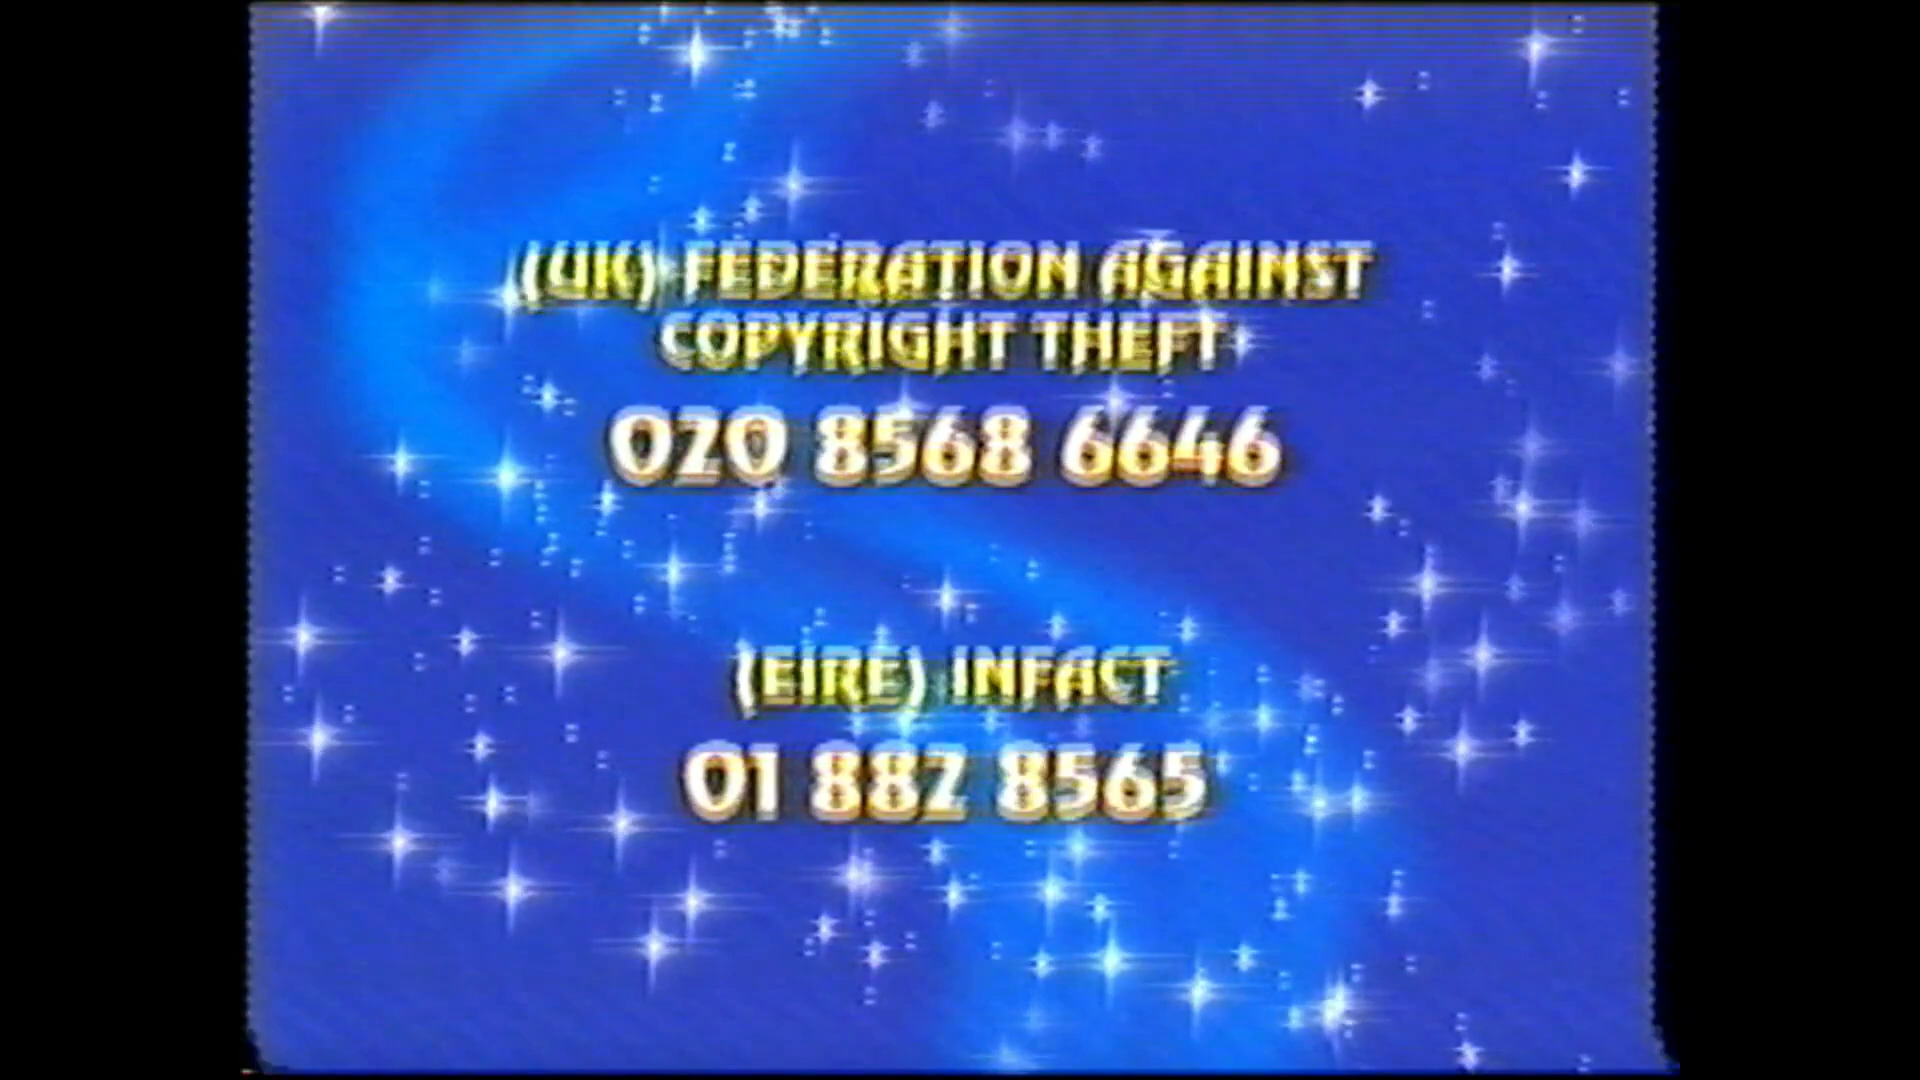 (UK) FEDERATION AGAINST
COPYRIGHT THEFT
020 8568 6646
(EIRE) INFACT
01 882 8565